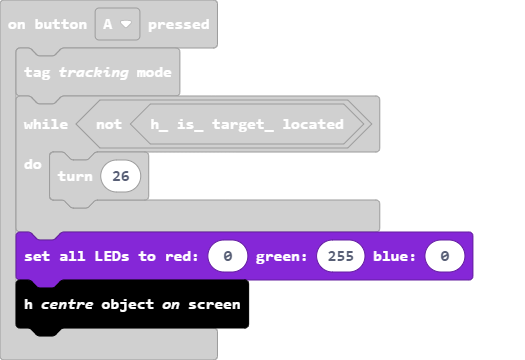 on button A pressed
tag tracking mode
while not h_ is_ target_ located
do
turn 26
set all LEDs to red: 0 green: 255 blue: 0
h centre object on screen